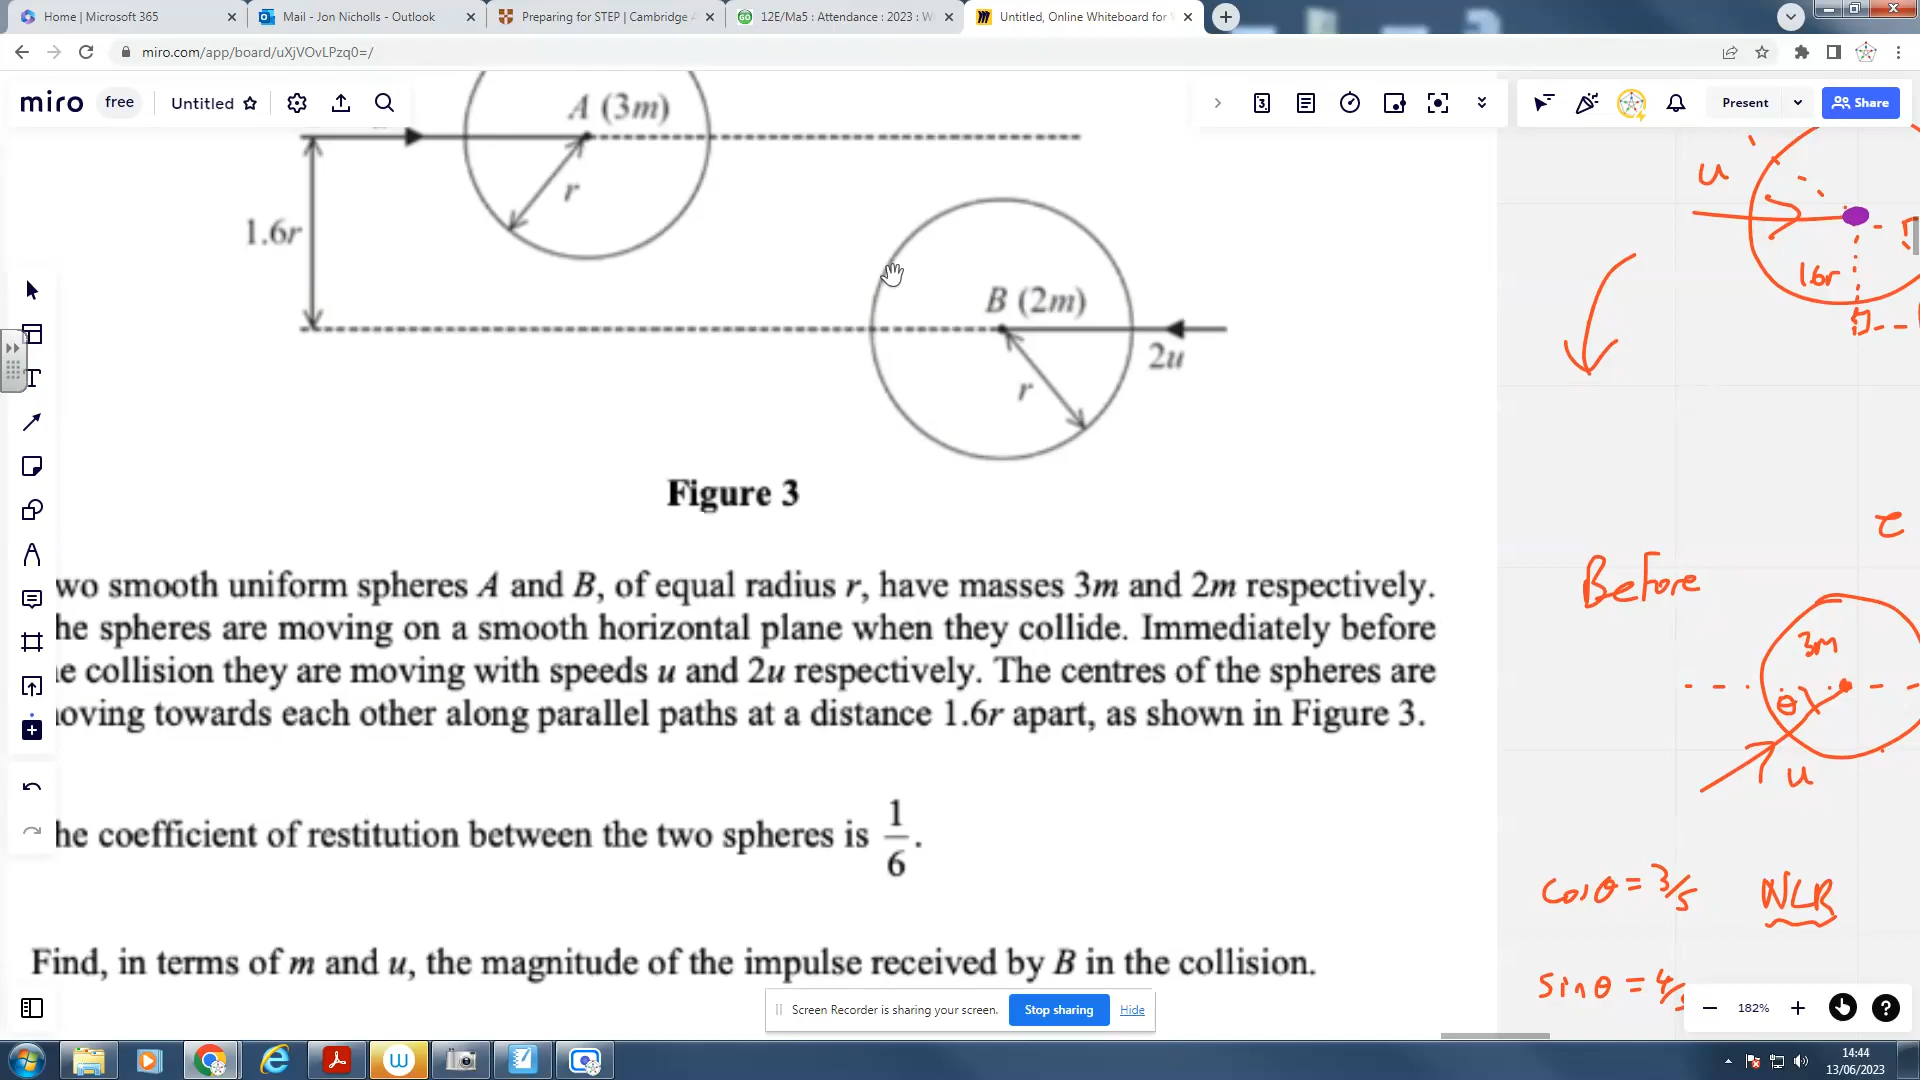 Home | Microsoft 365
Mail - Jon Nicholls - Outlook
Preparing for STEP | Cambridge
12E/Ma5 : Attendance : 2023 : W
Untitled, Online Whiteboard for
miro.com/app/board/uXjVOvLPzq0=/
miro
free
Untitled
3
Present
Share
A (3m)
r
1.6r
B (2m)
2u
r
Figure 3
wo smooth uniform spheres A and B, of equal radius r, have masses 3m and 2m respectively.
he spheres are moving on a smooth horizontal plane when they collide. Immediately before
e collision they are moving with speeds u and 2u respectively. The centres of the spheres are
oving towards each other along parallel paths at a distance 1.6r apart, as shown in Figure 3.
he coefficient of restitution between the two spheres is 1/6.
Find, in terms of m and u, the magnitude of the impulse received by B in the collision.
u
1.6r
e
Before
3m
θ
u
cosθ = 3/5
NLR
sinθ = 4/5
Screen Recorder is sharing your screen.
Stop sharing
Hide
182%
14:44
13/06/2023